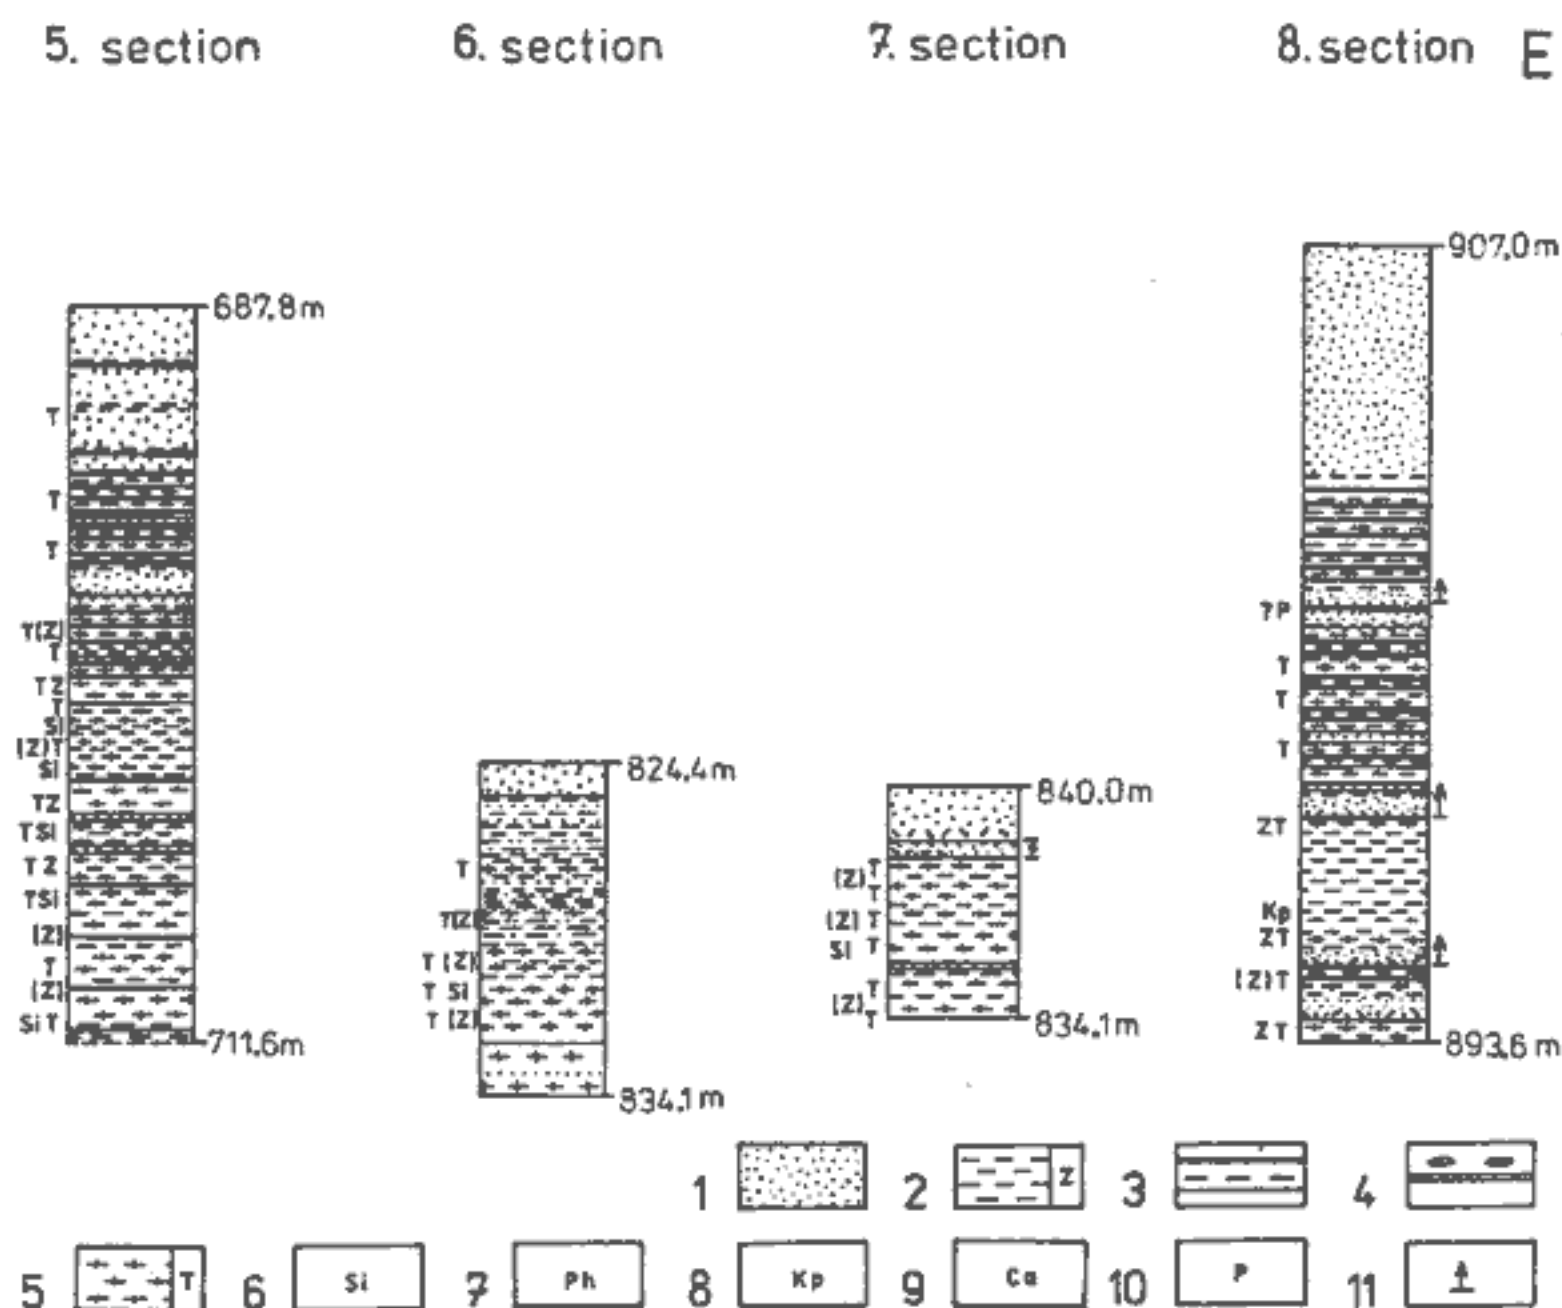 5. section 6. section 7. section 8. section E
907.0m
687.8m
T
T
T
?P
T(Z)
T
T
TZ
T
T
Si
(Z)T
T
Si
824.4m
840.0m
TZ
ZT
TSi
Z
T
T
TZ
(Z)
T
TSi
T(Z)
(Z) T
Kp
(Z)
Si T
ZT
T
T (Z)
(Z)T
(Z)
T Si
T
(Z)
SiT
T (Z)
T
ZT
711.6m
834.1m
893.6m
834.1m
1 2 Z 3 4
5 T 6 Si 7 Ph 8 Kp 9 Ca 10 P 11